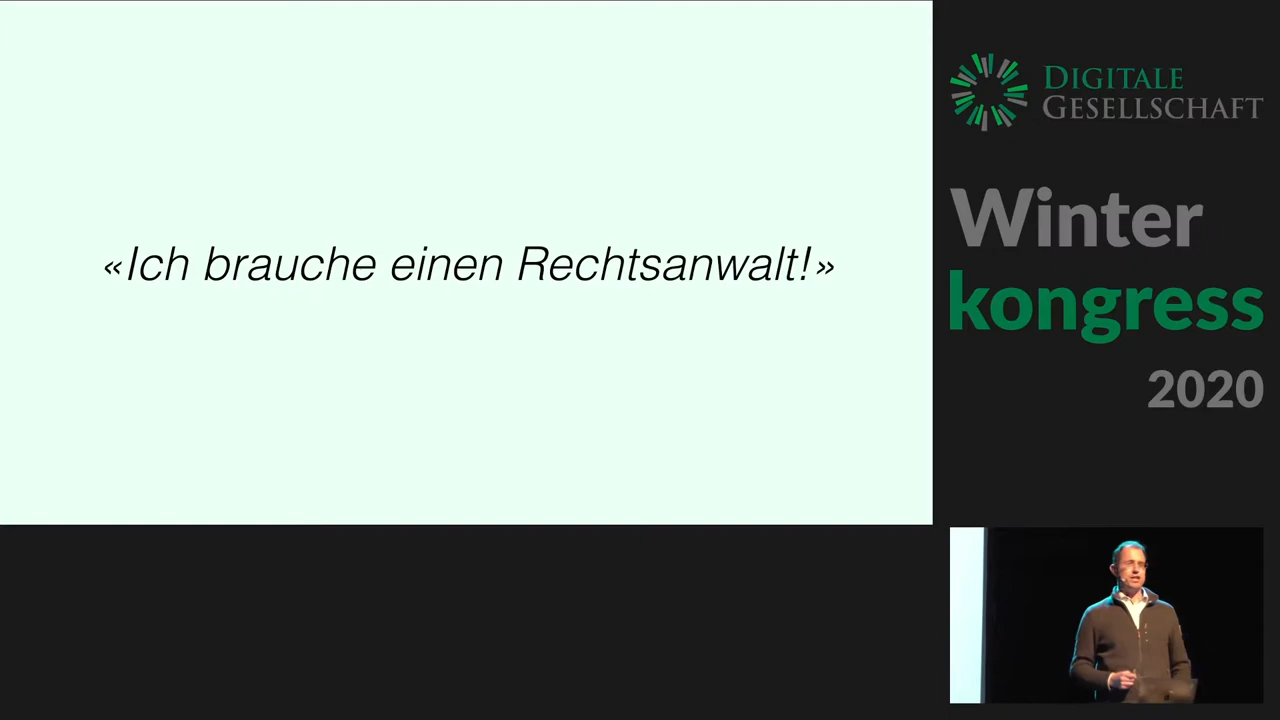 «Ich brauche einen Rechtsanwalt!»
DIGITALE
GESELLSCHAFT
Winter
kongress
2020